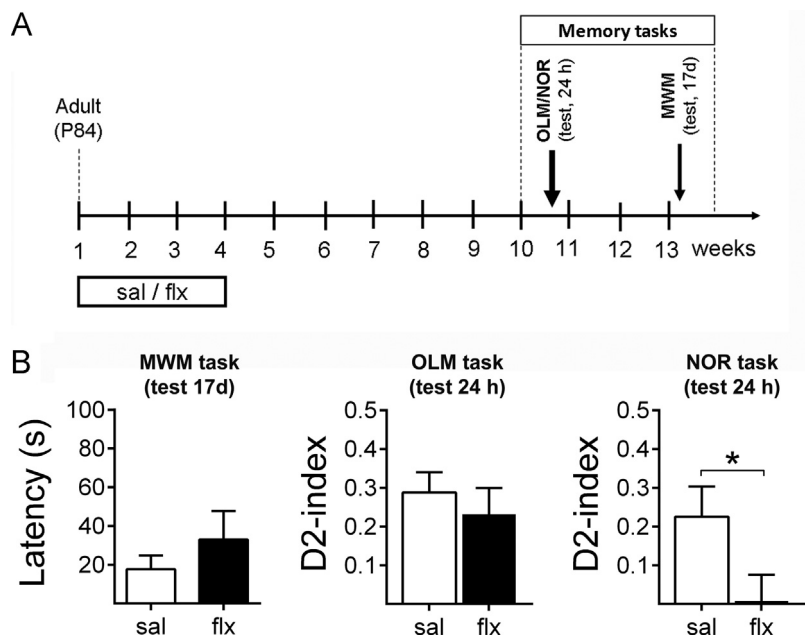 A
Memory tasks
Adult
(P84)
OLM/NOR
(test, 24 h)
MWM
(test, 17d)
1 2 3 4 5 6 7 8 9 10 11 12 13 weeks
sal / flx
B
MWM task
(test 17d)
Latency (s)
100
80
60
40
20
sal flx
OLM task
(test 24 h)
D2-index
0.5
0.4
0.3
0.2
0.1
sal flx
NOR task
(test 24 h)
D2-index
0.5
0.4
0.3
0.2
0.1
*
sal flx